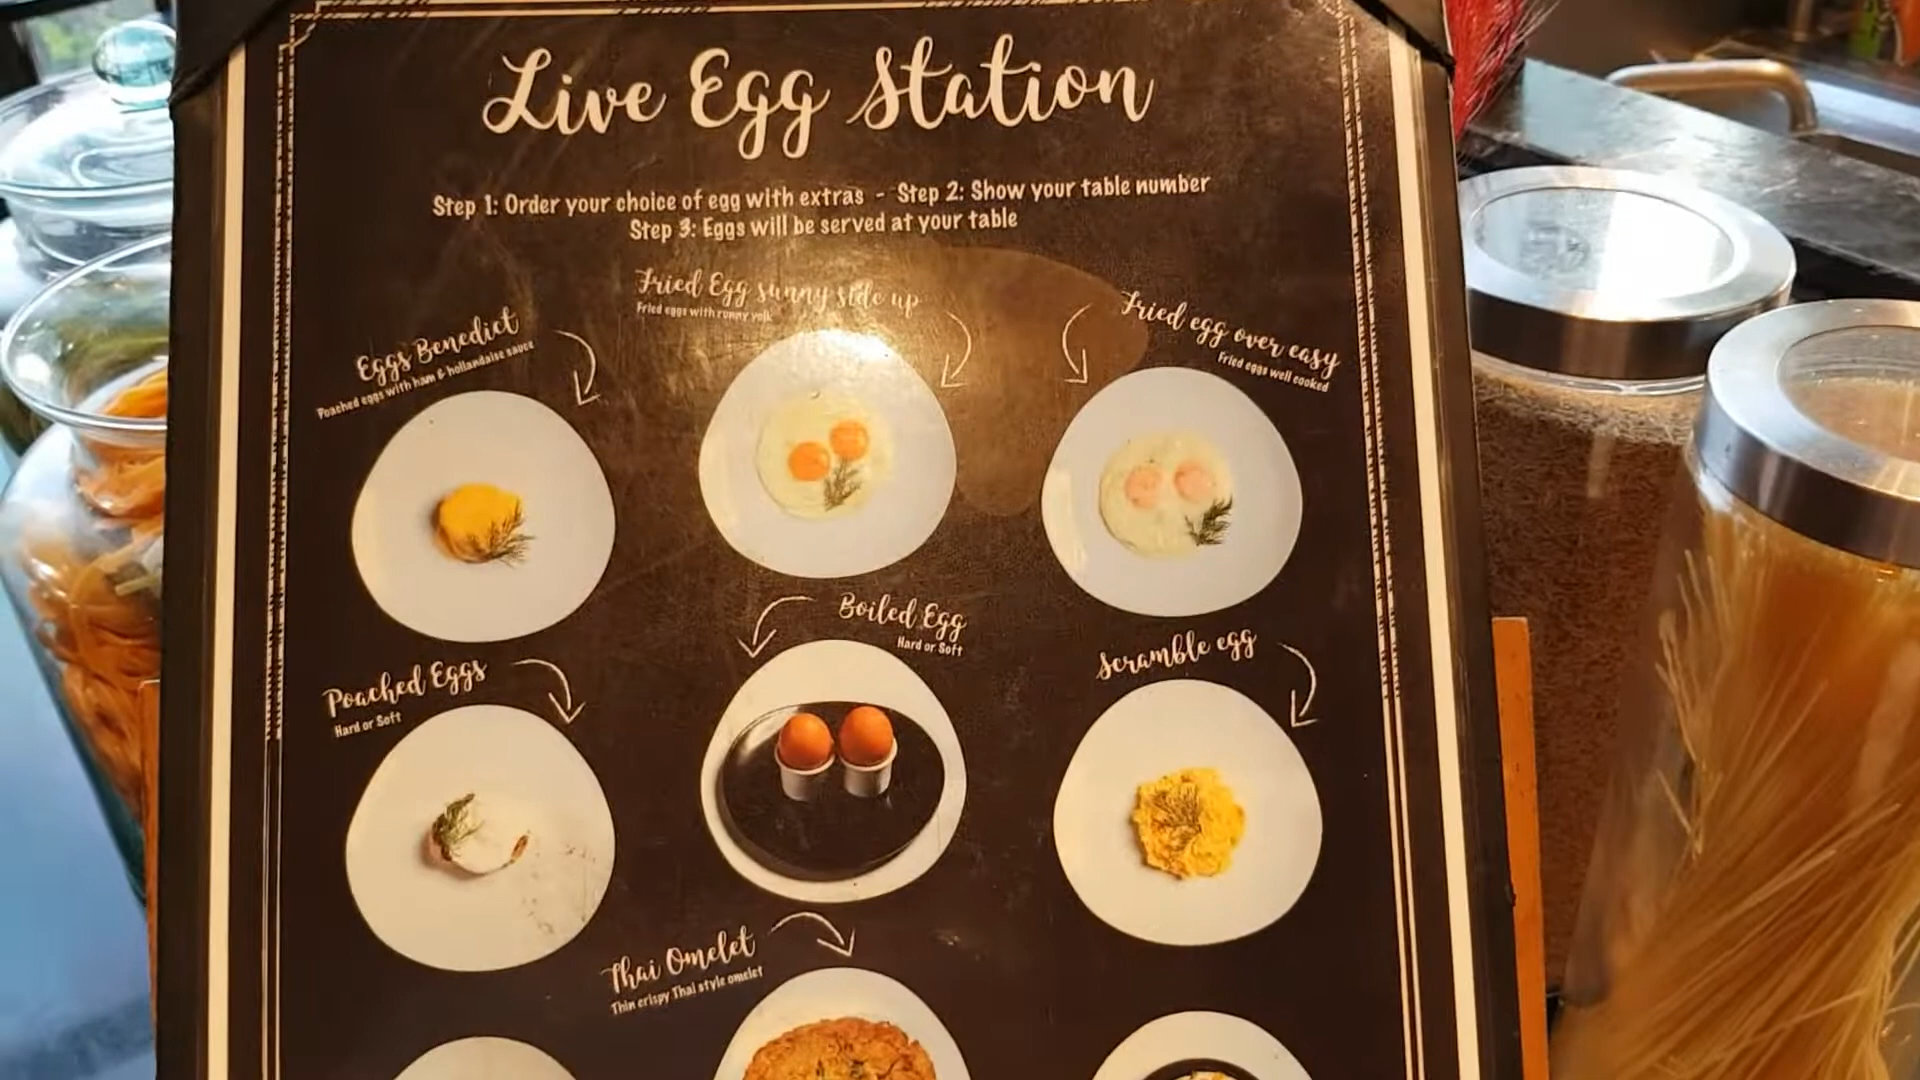 Live Egg Station
Step 1: Order your choice of egg with extras - Step 2: Show your table number
Step 3: Eggs will be served at your table
Eggs Benedict
Poached eggs with ham & hollandaise sauce
Fried Egg sunny side up
Fried eggs with runny yolk
Fried egg over easy
Fried eggs well cooked
Poached Eggs
Hard or Soft
Boiled Egg
Hard or Soft
Scramble egg
Thai Omelet
Thin crispy Thai style omelet